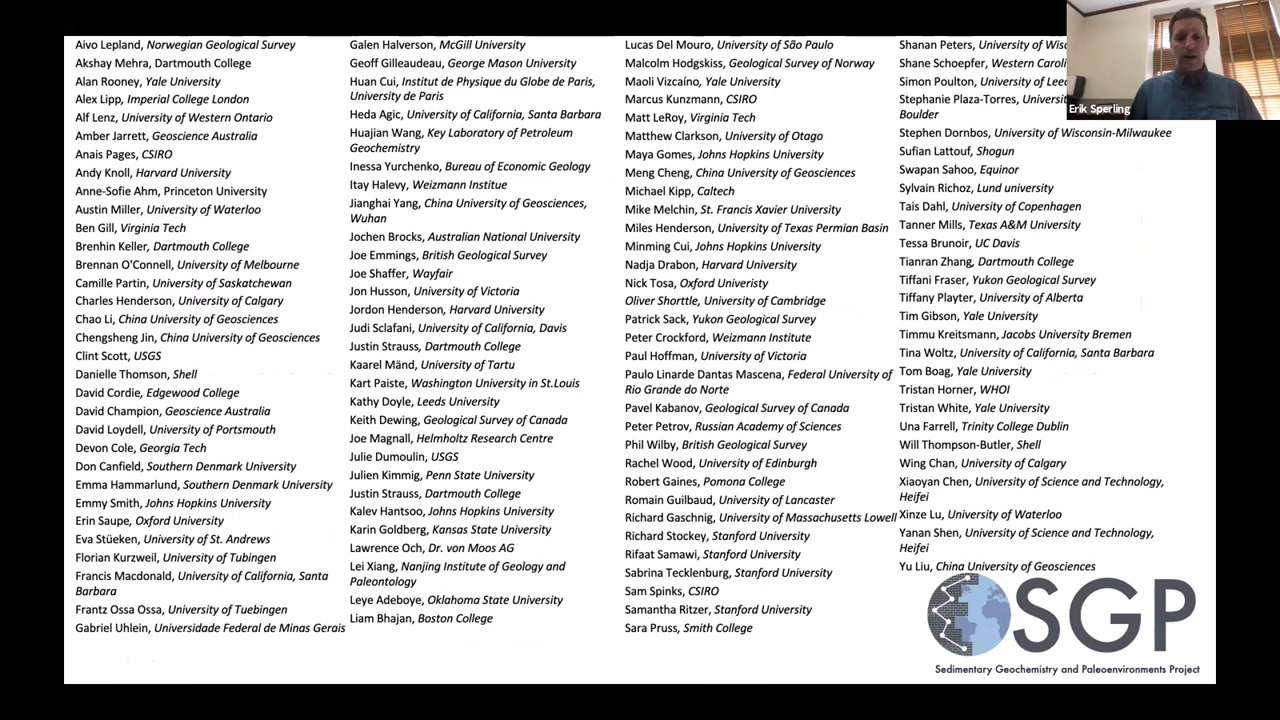 Aivo Lepland, Norwegian Geological Survey
Akshay Mehra, Dartmouth College
Alan Rooney, Yale University
Alex Lipp, Imperial College London
Alf Lenz, University of Western Ontario
Amber Jarrett, Geoscience Australia
Anais Pages, CSIRO
Andy Knoll, Harvard University
Anne-Sofie Ahm, Princeton University
Austin Miller, University of Waterloo
Ben Gill, Virginia Tech
Brenhin Keller, Dartmouth College
Brennan O'Connell, University of Melbourne
Camille Partin, University of Saskatchewan
Charles Henderson, University of Calgary
Chao Li, China University of Geosciences
Chengsheng Jin, China University of Geosciences
Clint Scott, USGS
Danielle Thomson, Shell
David Cordie, Edgewood College
David Champion, Geoscience Australia
David Loydell, University of Portsmouth
Devon Cole, Georgia Tech
Don Canfield, Southern Denmark University
Emma Hammarlund, Southern Denmark University
Emmy Smith, Johns Hopkins University
Erin Saupe, Oxford University
Eva Stüeken, University of St. Andrews
Florian Kurzweil, University of Tubingen
Francis Macdonald, University of California, Santa
Barbara
Frantz Ossa Ossa, University of Tuebingen
Gabriel Uhlein, Universidade Federal de Minas Gerais
Galen Halverson, McGill University
Geoff Gilleaudeau, George Mason University
Huan Cui, Institut de Physique du Globe de Paris,
University de Paris
Heda Agic, University of California, Santa Barbara
Huajian Wang, Key Laboratory of Petroleum
Geochemistry
Inessa Yurchenko, Bureau of Economic Geology
Itay Halevy, Weizmann Institue
Jianghai Yang, China University of Geosciences,
Wuhan
Jochen Brocks, Australian National University
Joe Emmings, British Geological Survey
Joe Shaffer, Wayfair
Jon Husson, University of Victoria
Jordon Henderson, Harvard University
Judi Sclafani, University of California, Davis
Justin Strauss, Dartmouth College
Kaarel Mänd, University of Tartu
Kart Paiste, Washington University in St.Louis
Kathy Doyle, Leeds University
Keith Dewing, Geological Survey of Canada
Joe Magnall, Helmholtz Research Centre
Julie Dumoulin, USGS
Julien Kimmig, Penn State University
Justin Strauss, Dartmouth College
Kalev Hantsoo, Johns Hopkins University
Karin Goldberg, Kansas State University
Lawrence Och, Dr. von Moos AG
Lei Xiang, Nanjing Institute of Geology and
Paleontology
Leye Adeboye, Oklahoma State University
Liam Bhajan, Boston College
Lucas Del Mouro, University of São Paulo
Malcolm Hodgskiss, Geological Survey of Norway
Maoli Vizcaíno, Yale University
Marcus Kunzmann, CSIRO
Matt LeRoy, Virginia Tech
Matthew Clarkson, University of Otago
Maya Gomes, Johns Hopkins University
Meng Cheng, China University of Geosciences
Michael Kipp, Caltech
Mike Melchin, St. Francis Xavier University
Miles Henderson, University of Texas Permian Basin
Minming Cui, Johns Hopkins University
Nadja Drabon, Harvard University
Nick Tosa, Oxford Univeristy
Oliver Shorttle, University of Cambridge
Patrick Sack, Yukon Geological Survey
Peter Crockford, Weizmann Institute
Paul Hoffman, University of Victoria
Paulo Linarde Dantas Mascena, Federal University of
Rio Grande do Norte
Pavel Kabanov, Geological Survey of Canada
Peter Petrov, Russian Academy of Sciences
Phil Wilby, British Geological Survey
Rachel Wood, University of Edinburgh
Robert Gaines, Pomona College
Romain Guilbaud, University of Lancaster
Richard Gaschnig, University of Massachusetts Lowell
Richard Stockey, Stanford University
Rifaat Samawi, Stanford University
Sabrina Tecklenburg, Stanford University
Sam Spinks, CSIRO
Samantha Ritzer, Stanford University
Sara Pruss, Smith College
Shanan Peters, University of
Shane Schoepfer, Western
Simon Poulton, University of
Stephanie Plaza-Torres,
Boulder
Stephen Dornbos, University of Wisconsin-Milwaukee
Sufian Lattouf, Shogun
Swapan Sahoo, Equinor
Sylvain Richoz, Lund university
Tais Dahl, University of Copenhagen
Tanner Mills, Texas A&M University
Tessa Brunoir, UC Davis
Tianran Zhang, Dartmouth College
Tiffani Fraser, Yukon Geological Survey
Tiffany Playter, University of Alberta
Tim Gibson, Yale University
Timmu Kreitsmann, Jacobs University Bremen
Tina Woltz, University of California, Santa Barbara
Tom Boag, Yale University
Tristan Horner, WHOI
Tristan White, Yale University
Una Farrell, Trinity College Dublin
Will Thompson-Butler, Shell
Wing Chan, University of Calgary
Xiaoyan Chen, University of Science and Technology,
Heifei
Xinze Lu, University of Waterloo
Yanan Shen, University of Science and Technology,
Heifei
Yu Liu, China University of Geosciences
Erik Sperling
SGP
Sedimentary Geochemistry and Paleoenvironments Project